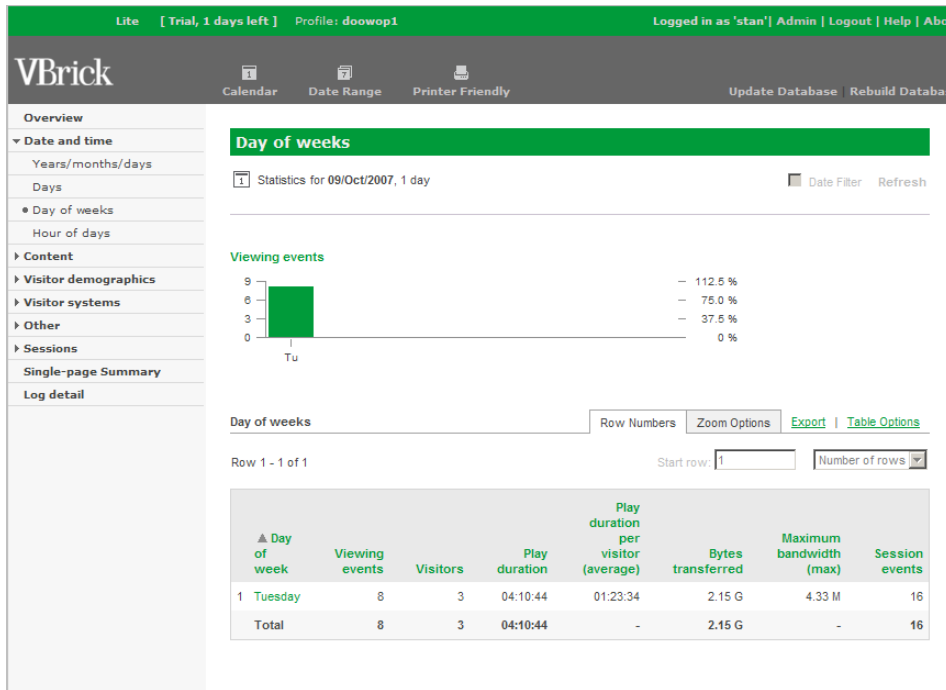 Lite [ Trial, 1 days left ] Profile: doowop1 Logged in as 'stan'| Admin | Logout | Help | Abo
VBrick
1 7
Calendar Date Range Printer Friendly Update Database | Rebuild Databa
Overview
Date and time
Years/months/days
Days
Day of weeks
Hour of days
Content
Visitor demographics
Visitor systems
Other
Sessions
Single-page Summary
Log detail
Day of weeks
1 Statistics for 09/Oct/2007, 1 day Date Filter Refresh
Viewing events
9 112.5 %
6 75.0 %
3 37.5 %
0 0 %
Tu
Day of weeks Row Numbers Zoom Options Export | Table Options
Row 1 - 1 of 1 Start row: 1 Number of rows
Day of week Viewing events Visitors Play duration Play duration per visitor (average) Bytes transferred Maximum bandwidth (max) Session events
1 Tuesday 8 3 04:10:44 01:23:34 2.15 G 4.33 M 16
Total 8 3 04:10:44 - 2.15 G - 16